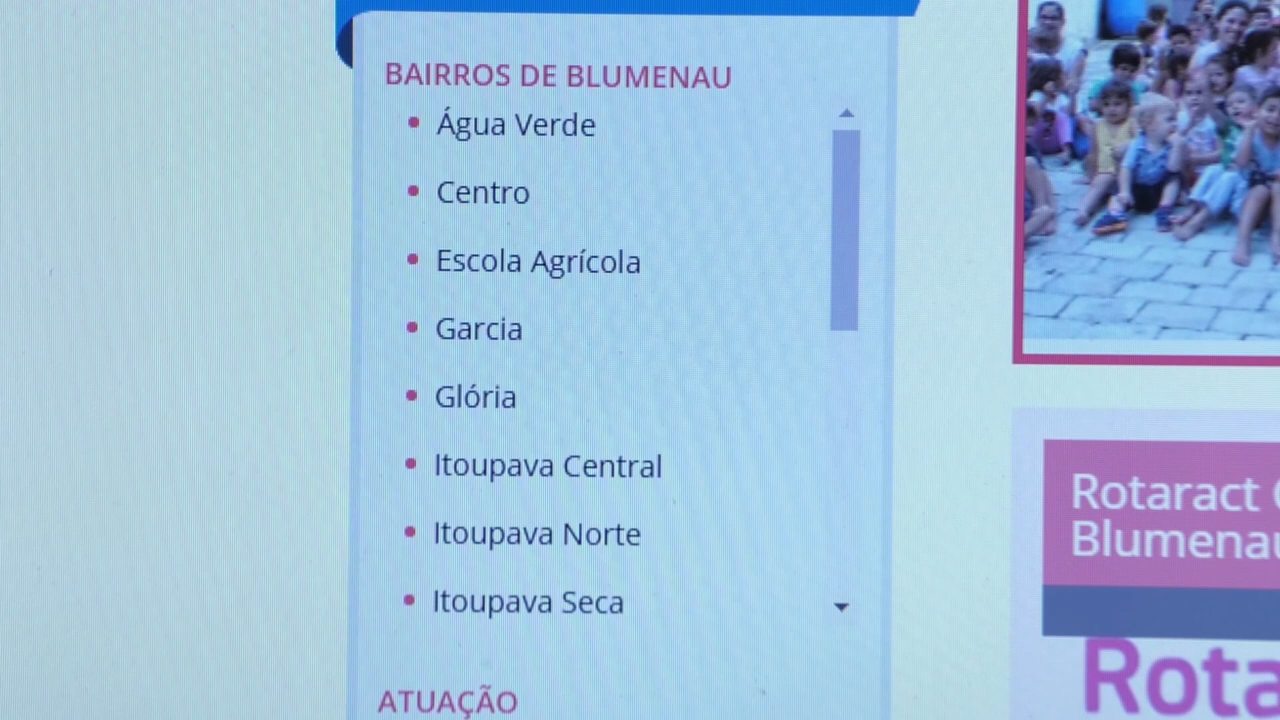 BAIRROS DE BLUMENAU
Água Verde
Centro
Escola Agrícola
Garcia
Glória
Itoupava Central
Itoupava Norte
Itoupava Seca
ATUAÇÃO
Rotaract
Blumenau
Rota